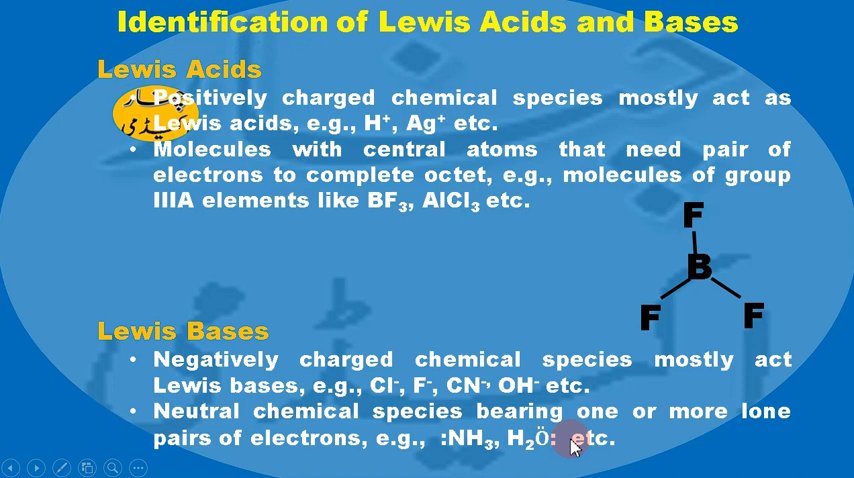 Identification of Lewis Acids and Bases
Lewis Acids
• Positively charged chemical species mostly act as
Lewis acids, e.g., H⁺, Ag⁺ etc.
• Molecules with central atoms that need pair of
electrons to complete octet, e.g., molecules of group
IIIA elements like BF₃, AlCl₃ etc.
F
B
F F
Lewis Bases
• Negatively charged chemical species mostly act
Lewis bases, e.g., Cl⁻, F⁻, CN⁻, OH⁻ etc.
• Neutral chemical species bearing one or more lone
pairs of electrons, e.g., :NH₃, H₂Ö: etc.